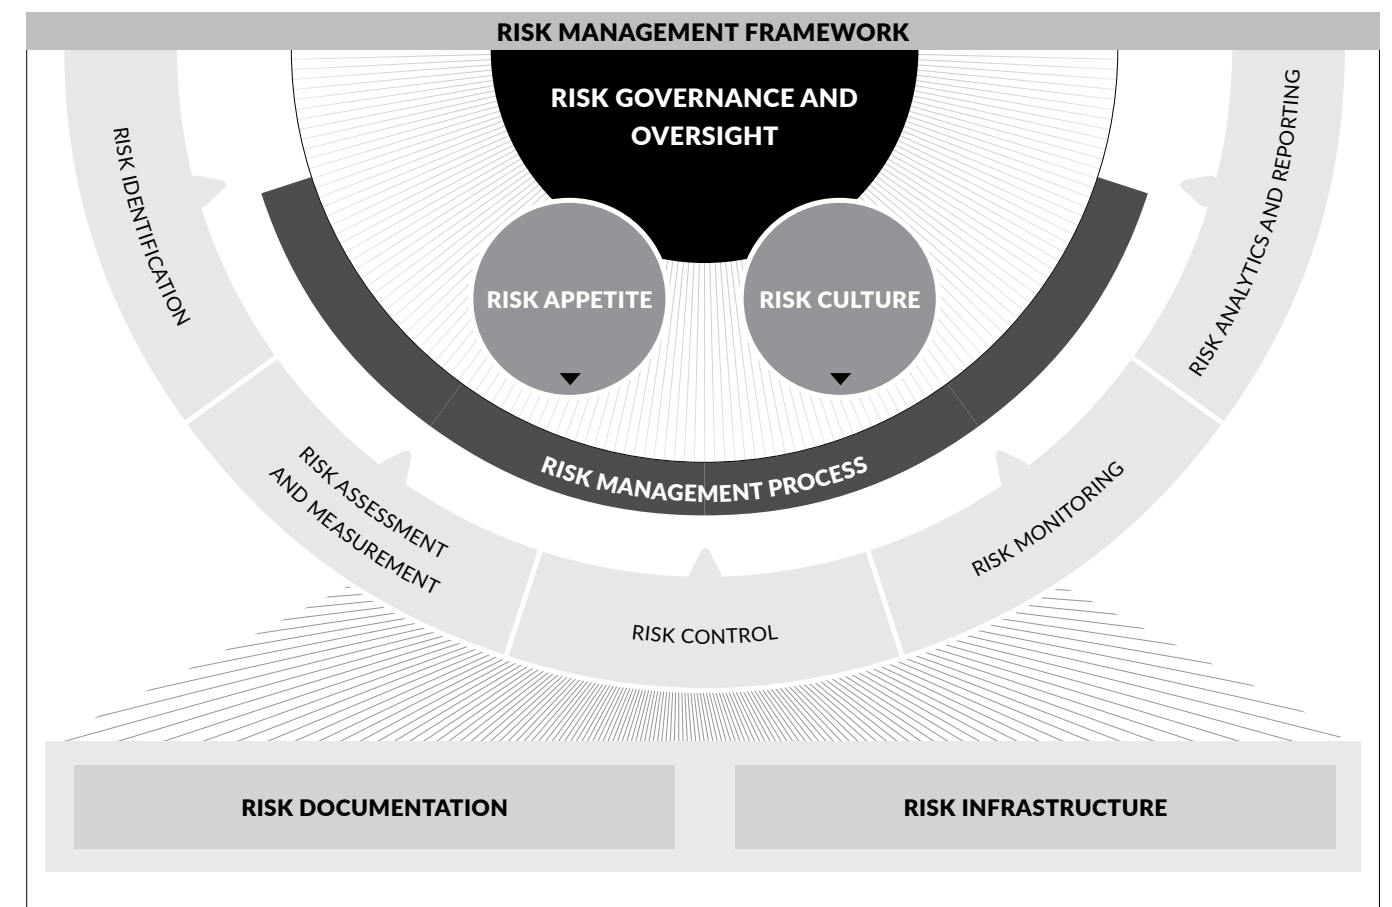 RISK MANAGEMENT FRAMEWORK
RISK GOVERNANCE AND
OVERSIGHT
RISK APPETITE
RISK CULTURE
RISK MANAGEMENT PROCESS
RISK IDENTIFICATION
RISK ASSESSMENT
AND MEASUREMENT
RISK CONTROL
RISK MONITORING
RISK ANALYTICS AND REPORTING
RISK DOCUMENTATION
RISK INFRASTRUCTURE